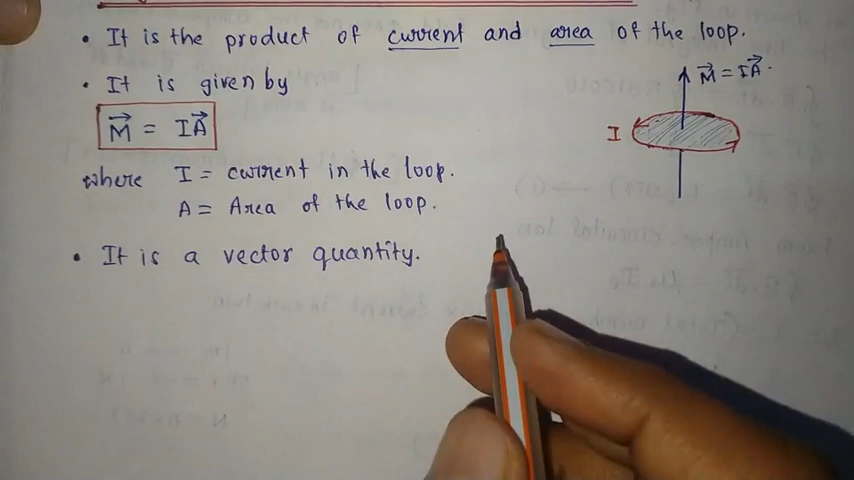 • It is the product of current and area of the loop.
• It is given by
M⃗ = IA⃗
where I = current in the loop.
A = Area of the loop.
• It is a vector quantity.
M⃗ = IA⃗.
I